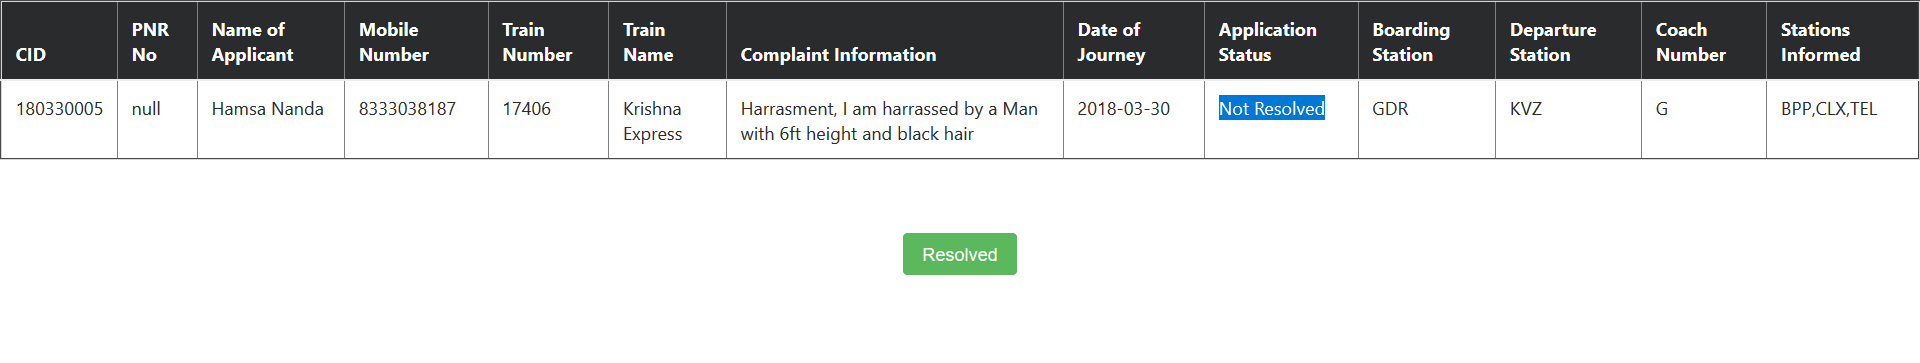 CID
PNR
No
Name of
Applicant
Mobile
Number
Train
Number
Train
Name
Complaint Information
Date of
Journey
Application
Status
Boarding
Station
Departure
Station
Coach
Number
Stations
Informed
180330005
null
Hamsa Nanda
8333038187
17406
Krishna
Express
Harrasment, I am harrassed by a Man
with 6ft height and black hair
2018-03-30
Not Resolved
GDR
KVZ
G
BPP,CLX,TEL
Resolved